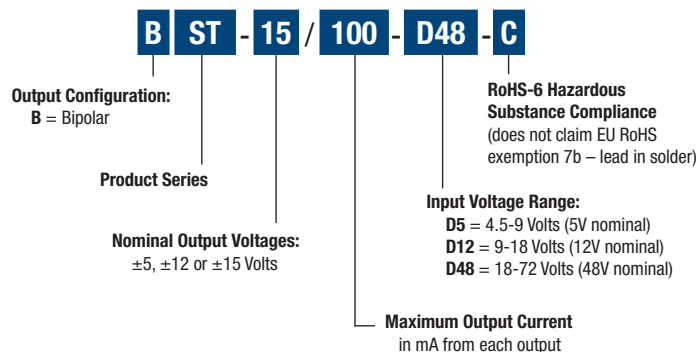 B ST - 15 / 100 - D48 - C
Output Configuration:
B = Bipolar
Product Series
Nominal Output Voltages:
±5, ±12 or ±15 Volts
RoHS-6 Hazardous
Substance Compliance
(does not claim EU RoHS
exemption 7b – lead in solder)
Input Voltage Range:
D5 = 4.5-9 Volts (5V nominal)
D12 = 9-18 Volts (12V nominal)
D48 = 18-72 Volts (48V nominal)
Maximum Output Current
in mA from each output